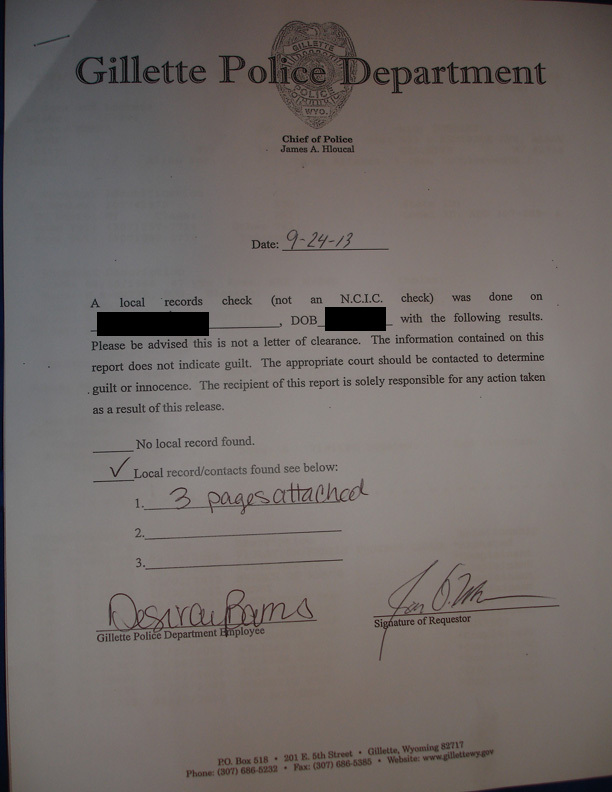 GILLETTE
POLICE
WYO.
Gillette Police Department
Chief of Police
James A. Hloucal
Date: 9-24-13
A local records check (not an N.C.I.C. check) was done on
, DOB with the following results.
Please be advised this is not a letter of clearance. The information contained on this
report does not indicate guilt. The appropriate court should be contacted to determine
guilt or innocence. The recipient of this report is solely responsible for any action taken
as a result of this release.
No local record found.
✓ Local record/contacts found see below:
1. 3 pages attached
2.
3.
Gillette Police Department Employee
Signature of Requestor
P.O. Box 518 • 201 E. 5th Street • Gillette, Wyoming 82717
Phone: (307) 686-5232 • Fax: (307) 686-5385 • Website: www.gillettewy.gov